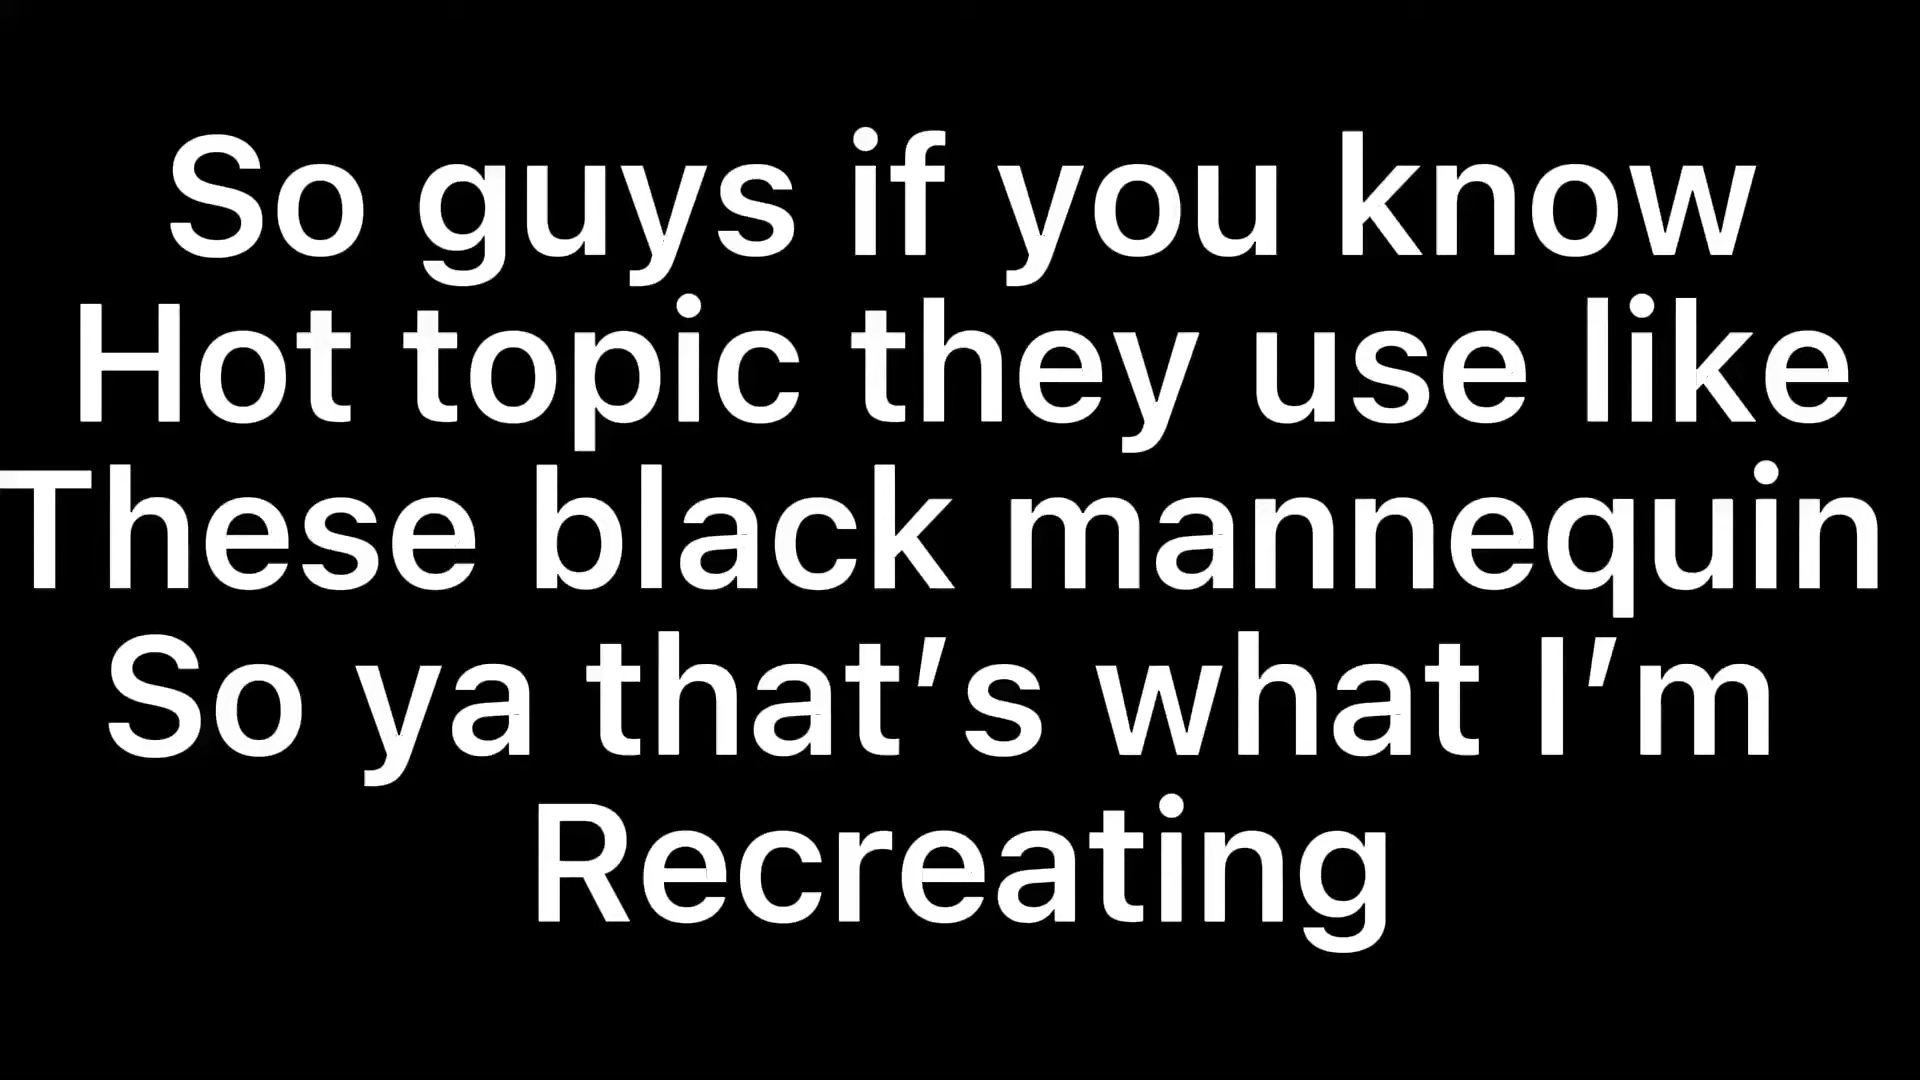 So guys if you know
Hot topic they use like
These black mannequin
So ya that’s what I’m
Recreating